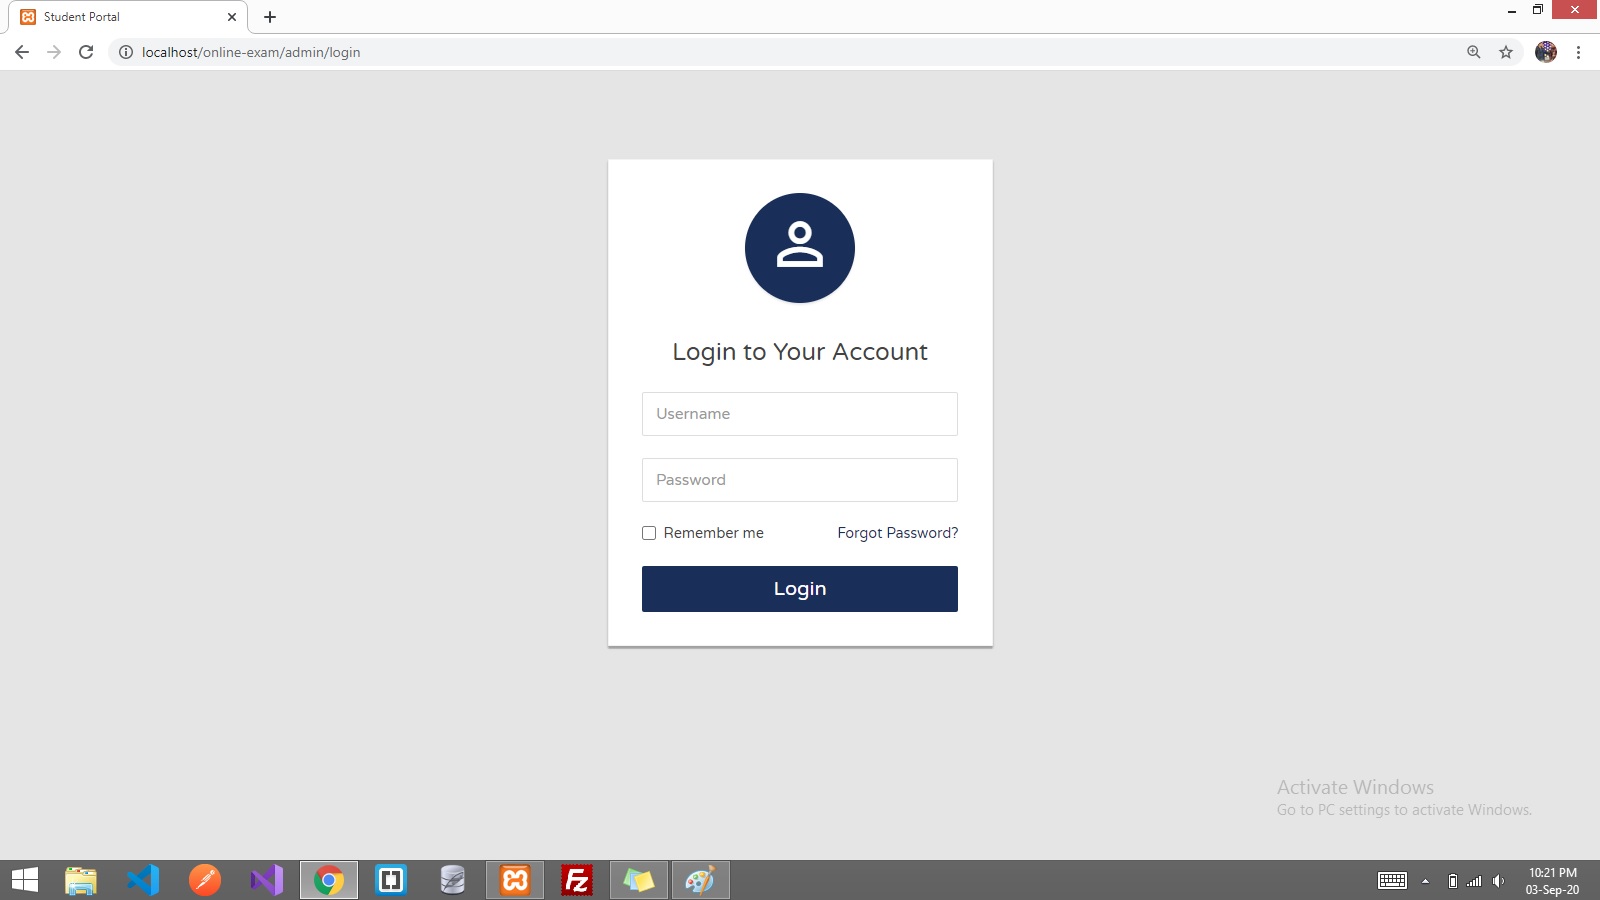 Student Portal
localhost/online-exam/admin/login
Login to Your Account
Username
Password
Remember me Forgot Password?
Login
Activate Windows
Go to PC settings to activate Windows.
Fz
10:21 PM
03-Sep-20